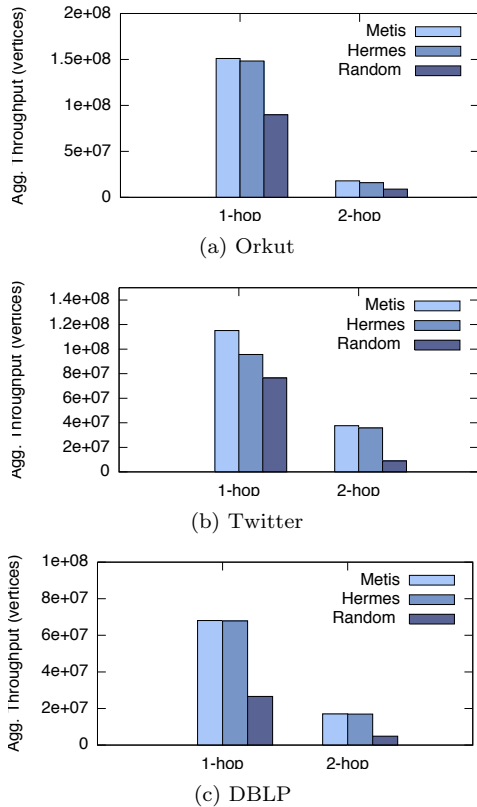 2e+08
1.5e+08
1e+08
5e+07
0
Agg. Throughput (vertices)
Metis
Hermes
Random
1-hop
2-hop
(a) Orkut
1.4e+08
1.2e+08
1e+08
8e+07
6e+07
4e+07
2e+07
0
Agg. Throughput (vertices)
Metis
Hermes
Random
1-hop
2-hop
(b) Twitter
1e+08
8e+07
6e+07
4e+07
2e+07
0
Agg. Throughput (vertices)
Metis
Hermes
Random
1-hop
2-hop
(c) DBLP